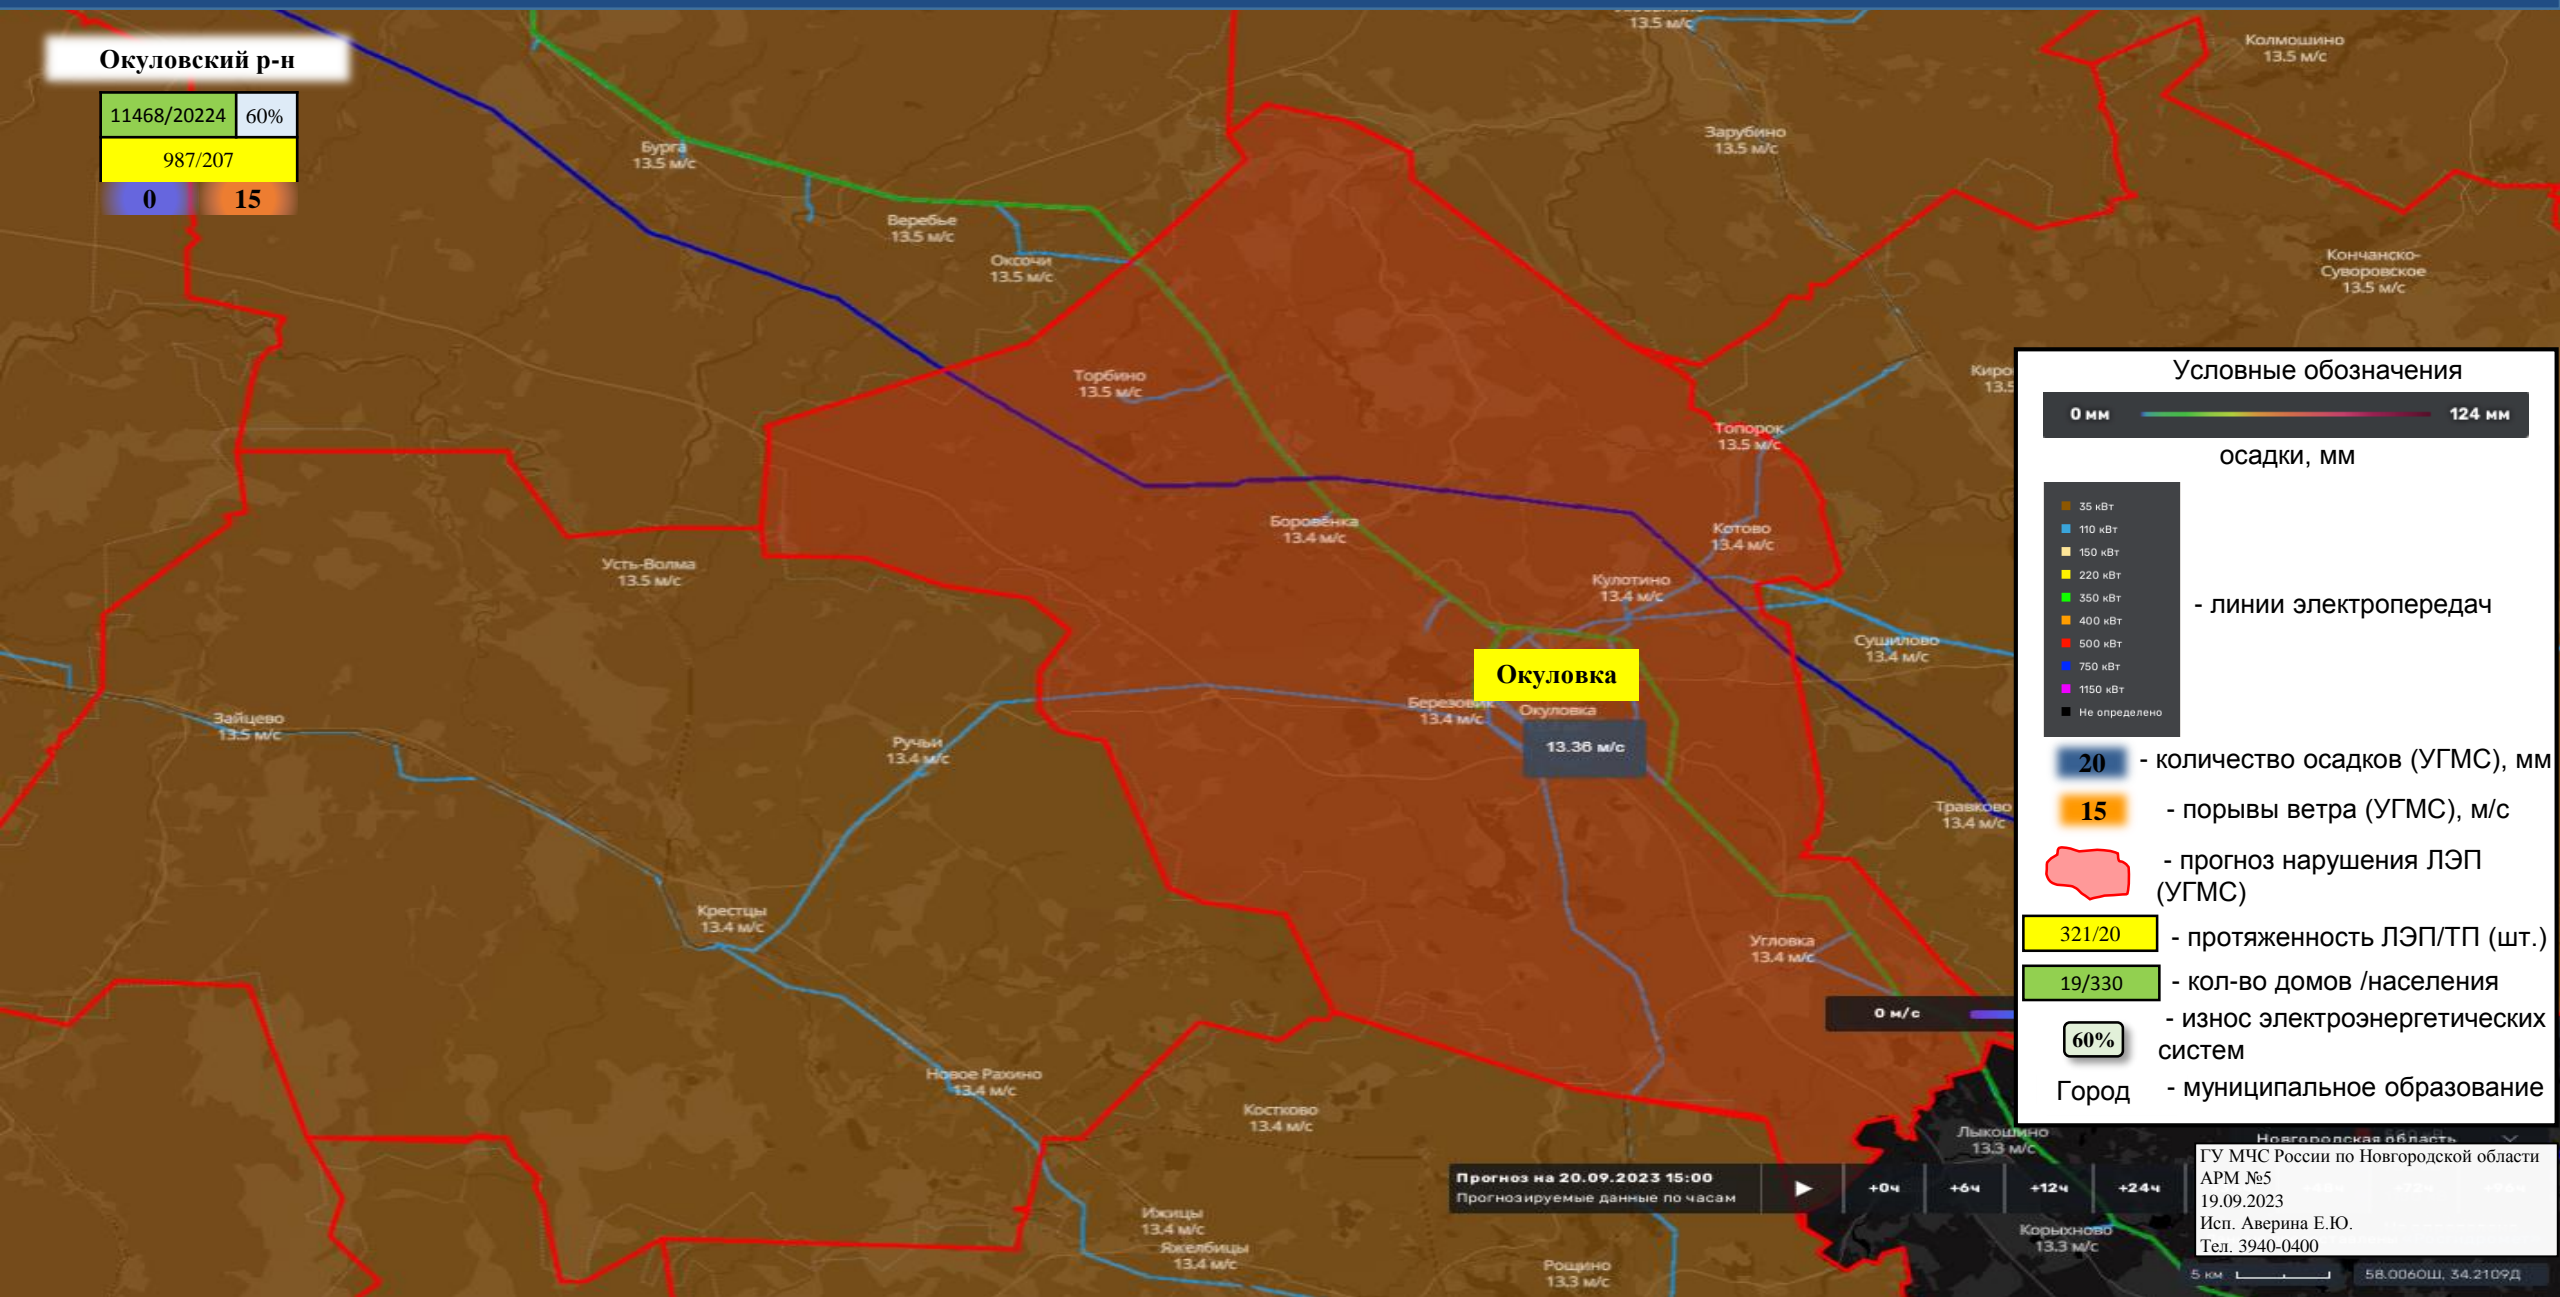 13.5 м/с
Окуловский р-н
11468/20224 60%
987/207
0 15
Колмошино
13.5 м/с
Зарубино
13.5 м/с
Бурга
13.5 м/с
Веребье
13.5 м/с
Оксочи
13.5 м/с
Кончанско-
Суворовское
13.5 м/с
Торбино
13.5 м/с
Топорок
13.5 м/с
Боровёнка
13.4 м/с
Котово
13.4 м/с
Усть-Волма
13.5 м/с
Кулотино
13.4 м/с
Сушилово
13.4 м/с
Окуловка
Березовик
13.4 м/с
Окуловка
13.36 м/с
Зайцево
13.5 м/с
Ручьи
13.4 м/с
Травково
13.4 м/с
Крестцы
13.4 м/с
Угловка
13.4 м/с
0 м/с
Новое Рахино
13.4 м/с
Костково
13.4 м/с
Лыкошино
13.3 м/с
Ижицы
13.4 м/с
Яжелбицы
13.4 м/с
Рощино
13.3 м/с
Корыхново
13.3 м/с
Прогноз на 20.09.2023 15:00
Прогнозируемые данные по часам
+0ч +6ч +12ч +24ч
Условные обозначения
0 мм 124 мм
осадки, мм
35 кВт
110 кВт
150 кВт
220 кВт
350 кВт
400 кВт
500 кВт
750 кВт
1150 кВт
Не определено
- линии электропередач
20 - количество осадков (УГМС), мм
15 - порывы ветра (УГМС), м/с
- прогноз нарушения ЛЭП
(УГМС)
321/20 - протяженность ЛЭП/ТП (шт.)
19/330 - кол-во домов /населения
60% - износ электроэнергетических
систем
Город - муниципальное образование
Новгородская область
ГУ МЧС России по Новгородской области
АРМ №5
19.09.2023
Исп. Аверина Е.Ю.
Тел. 3940-0400
5 км 58.0060Ш, 34.2109Д